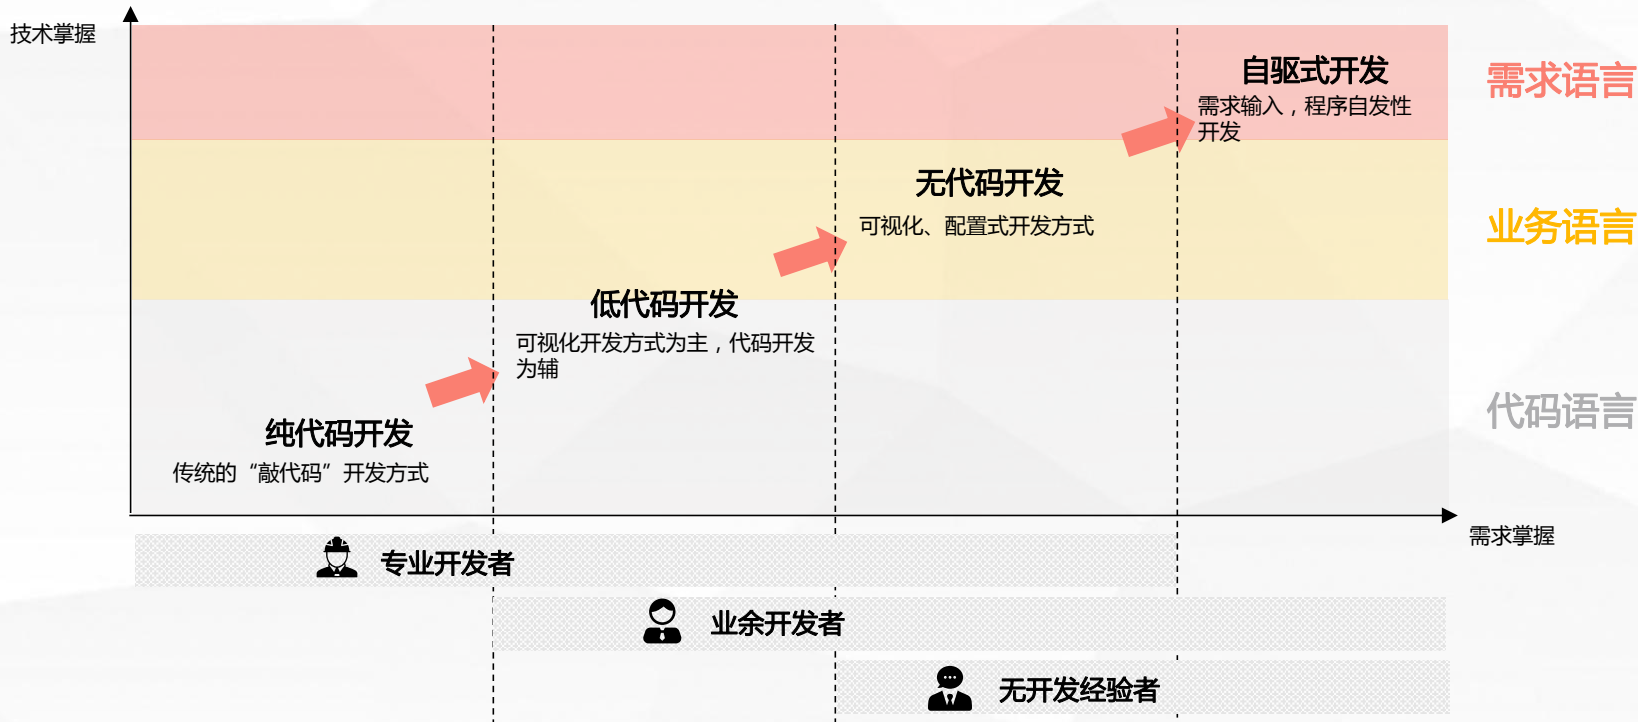 技术掌握
自驱式开发
需求输入，程序自发性
开发
需求语言
无代码开发
可视化、配置式开发方式
业务语言
低代码开发
可视化开发方式为主，代码开发
为辅
代码语言
纯代码开发
传统的“敲代码”开发方式
需求掌握
专业开发者
业余开发者
无开发经验者